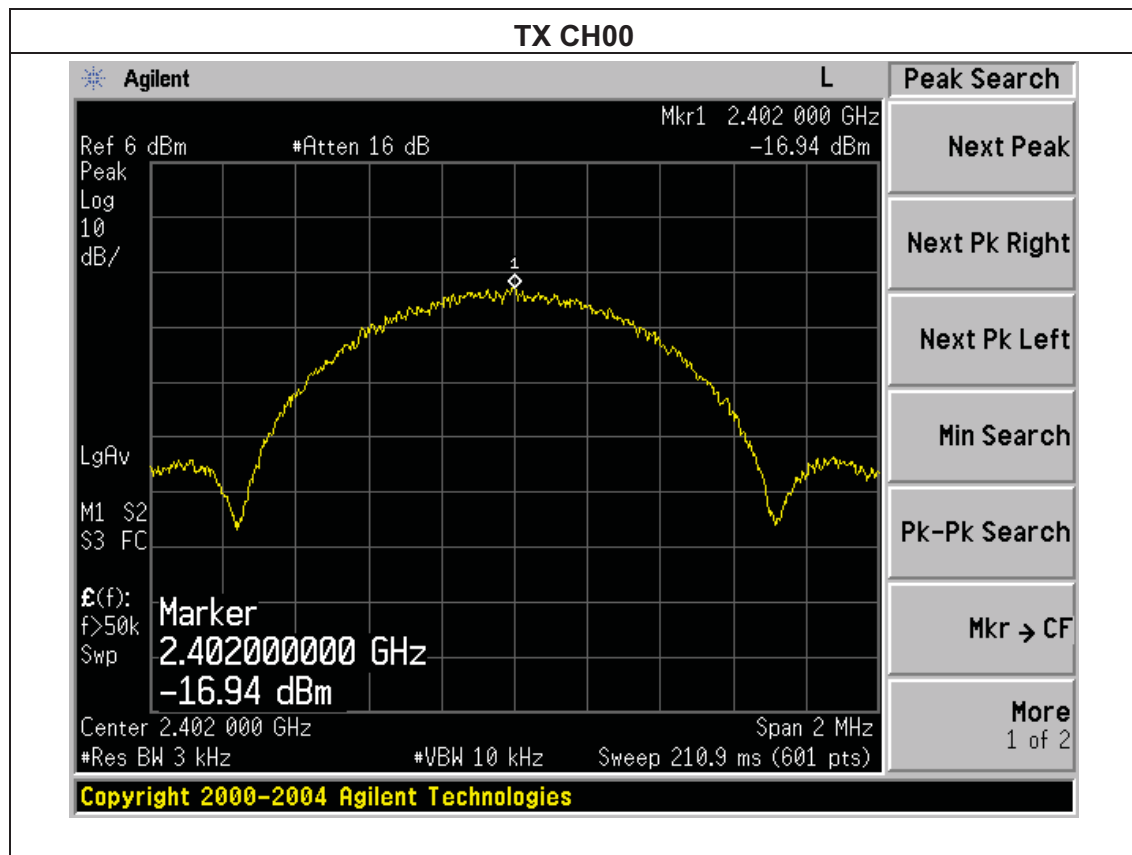 TX CH00
Agilent L Peak Search
Mkr1 2.402 000 GHz
Ref 6 dBm #Atten 16 dB -16.94 dBm
Peak
Log
10
dB/
1
LgAv
M1 S2
S3 FC
£(f):
f>50k
Swp
Marker
2.402000000 GHz
-16.94 dBm
Center 2.402 000 GHz Span 2 MHz
#Res BW 3 kHz #VBW 10 kHz Sweep 210.9 ms (601 pts)
Next Peak
Next Pk Right
Next Pk Left
Min Search
Pk-Pk Search
Mkr → CF
More
1 of 2
Copyright 2000-2004 Agilent Technologies